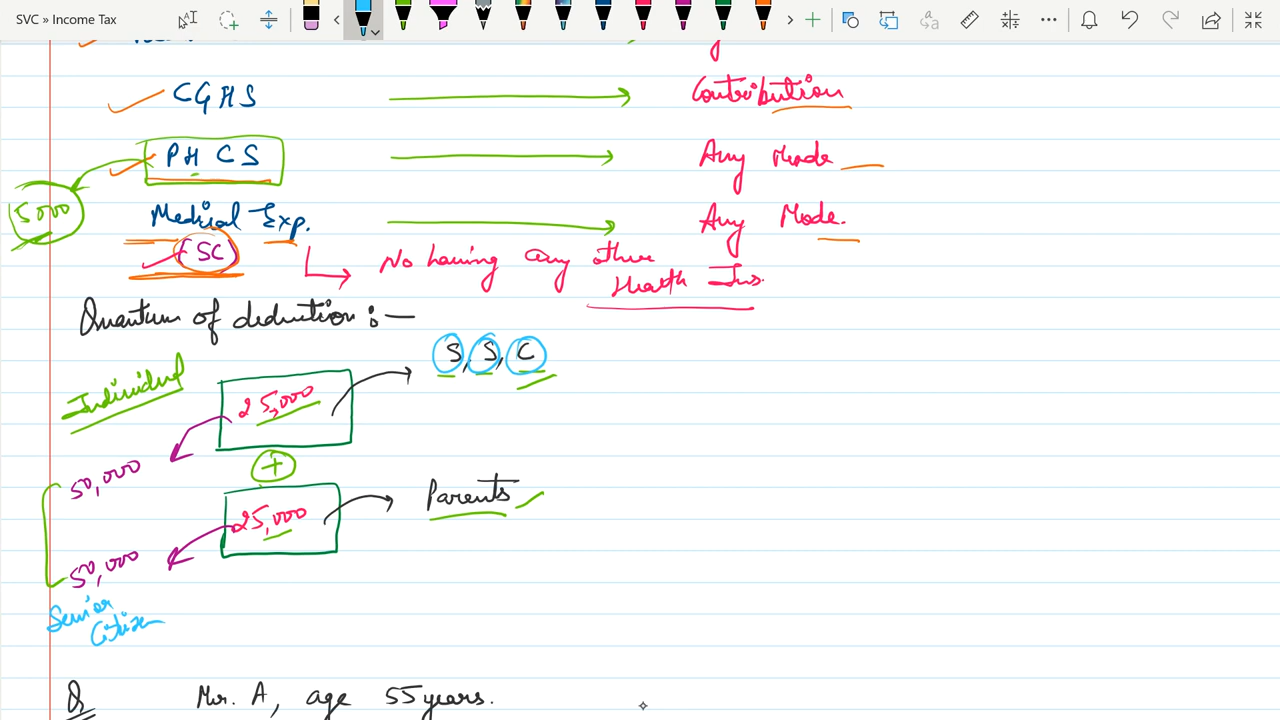 SVC » Income Tax
CGHS Contribution
PHCS Any Mode
5000
Medical Exp. Any Mode.
(SC)
No having any other
Health Ins.
Quantum of deduction :-
S, S, C
Individual
25,000
50,000
+
Parents
25,000
50,000
Senior
Citizen
Q Mr. A, age 55 years.